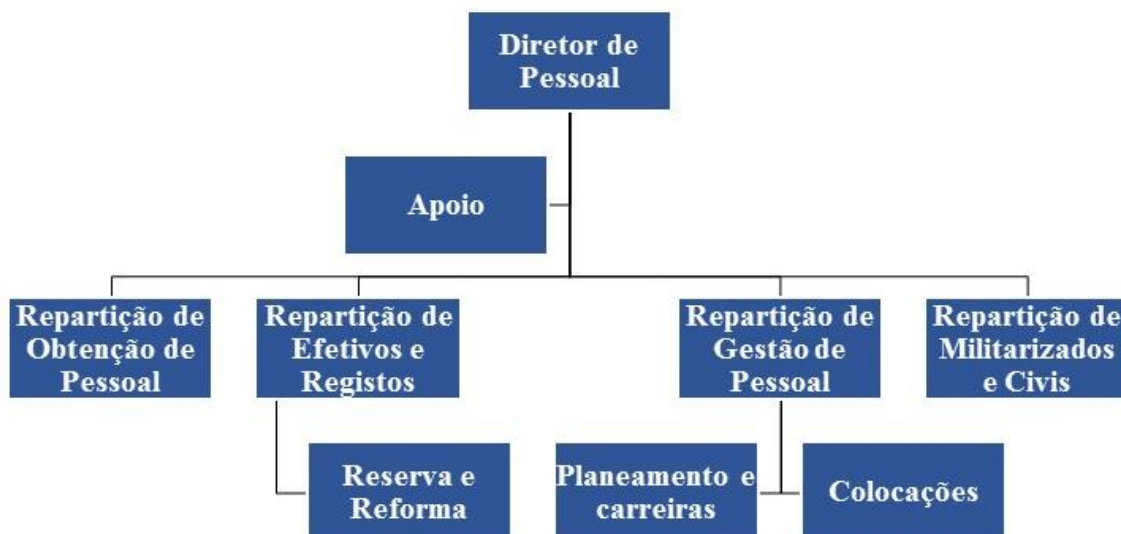 Diretor de
Pessoal
Apoio
Repartição de
Obtenção de
Pessoal
Repartição de
Efetivos e
Registos
Repartição de
Gestão de
Pessoal
Repartição de
Militarizados
e Civis
Reserva e
Reforma
Planeamento e
carreiras
Colocações